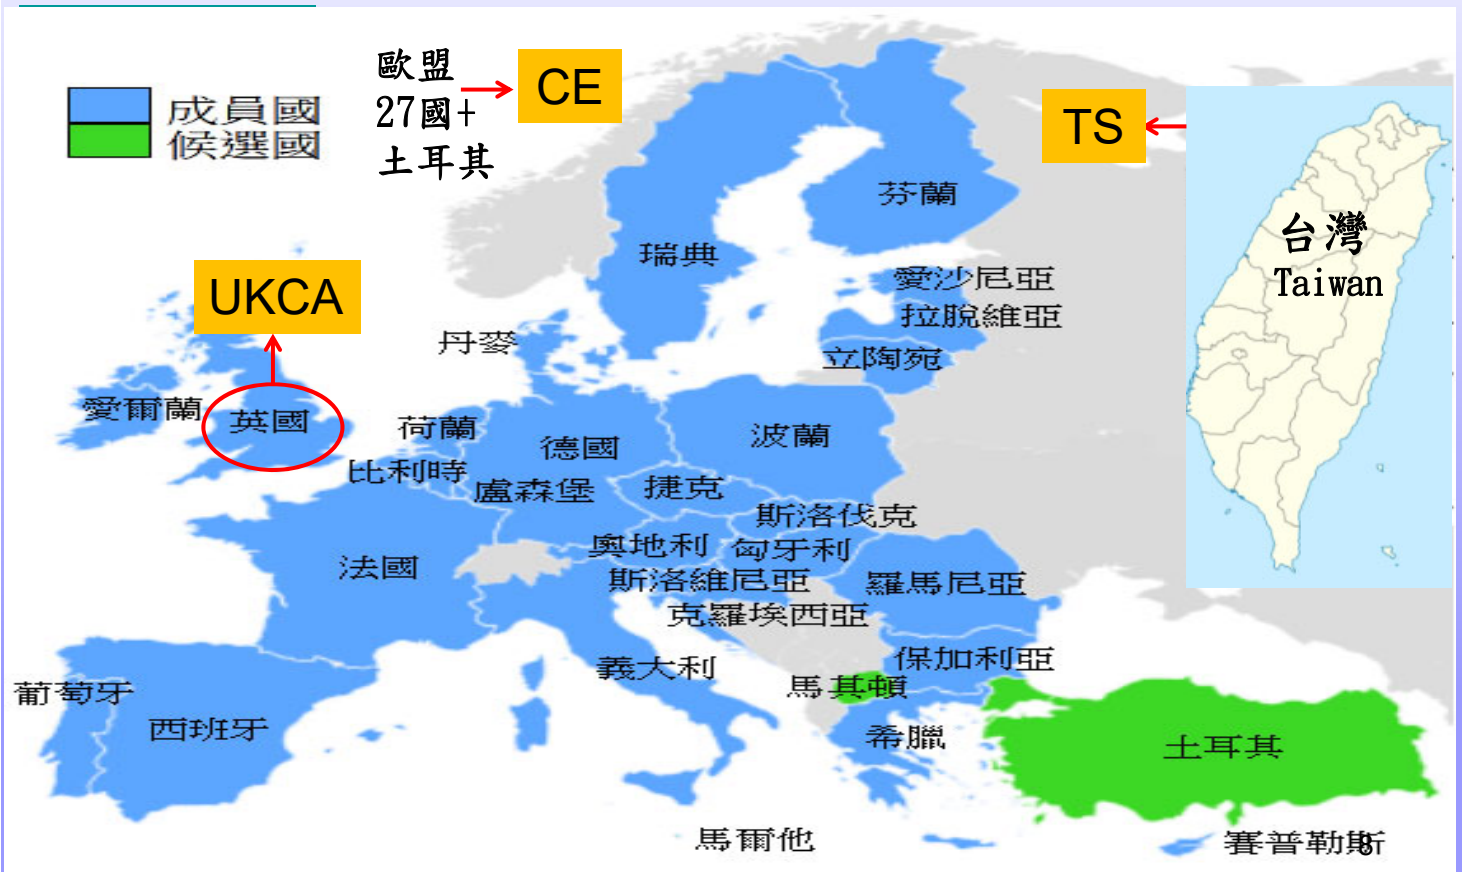 歐盟
27國+
土耳其
CE
成員國
候選國
TS
芬蘭
台灣
Taiwan
瑞典
愛沙尼亞
UKCA
拉脫維亞
丹麥
立陶宛
愛爾蘭
英國
荷蘭
德國
波蘭
比利時
盧森堡
捷克
斯洛伐克
奧地利
匈牙利
法國
斯洛維尼亞
羅馬尼亞
克羅埃西亞
保加利亞
義大利
馬其頓
葡萄牙
西班牙
希臘
土耳其
馬爾他
賽普勒斯
8